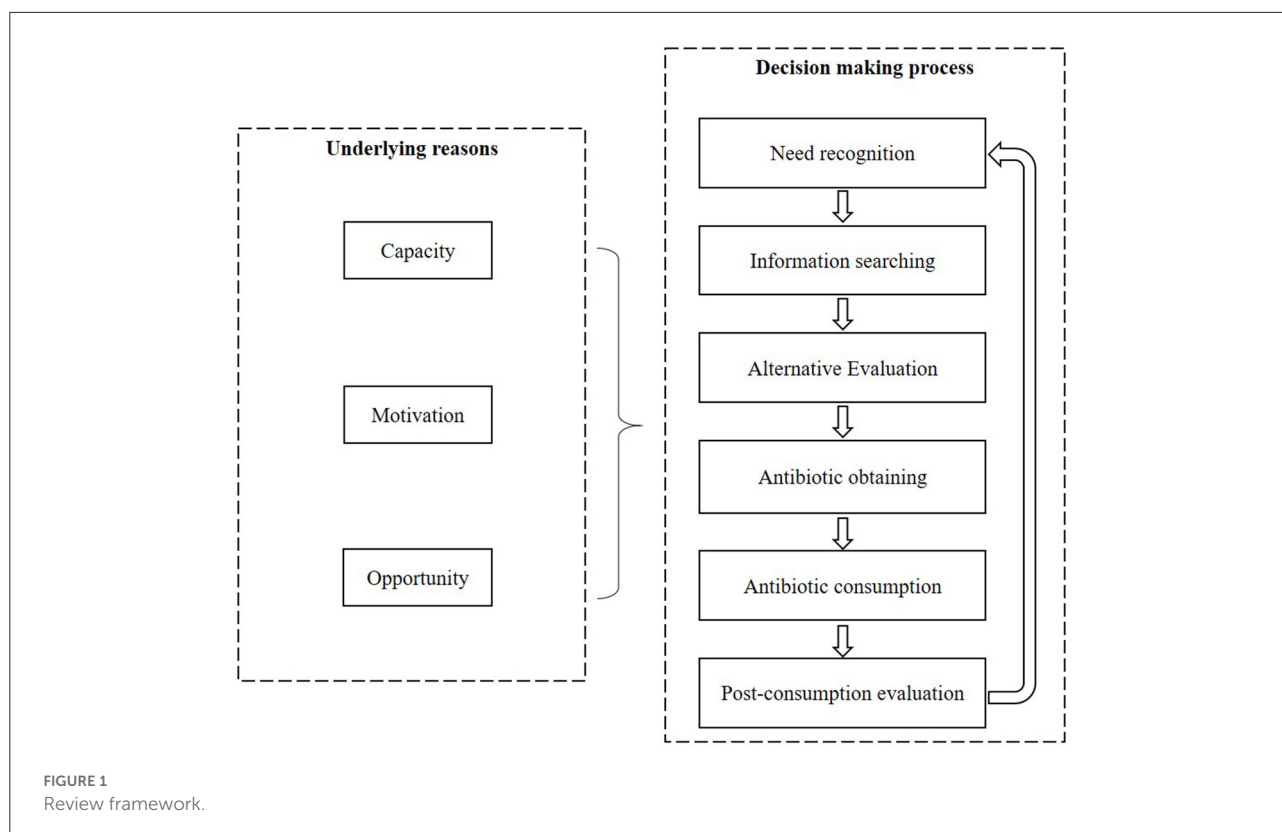 Underlying reasons
Capacity
Motivation
Opportunity
Decision making process
Need recognition
Information searching
Alternative Evaluation
Antibiotic obtaining
Antibiotic consumption
Post-consumption evaluation
FIGURE 1
Review framework.